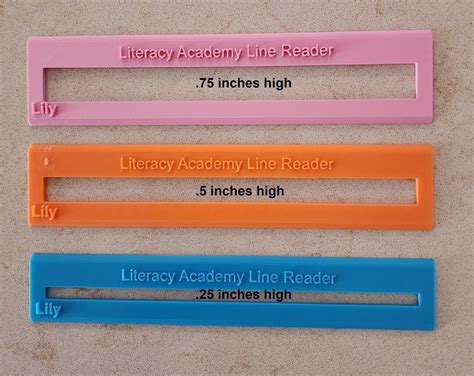 Literacy Academy Line Reader
.75 inches high
Lily
Literacy Academy Line Reader
.5 inches high
Lily
Literacy Academy Line Reader
.25 inches high
Lily